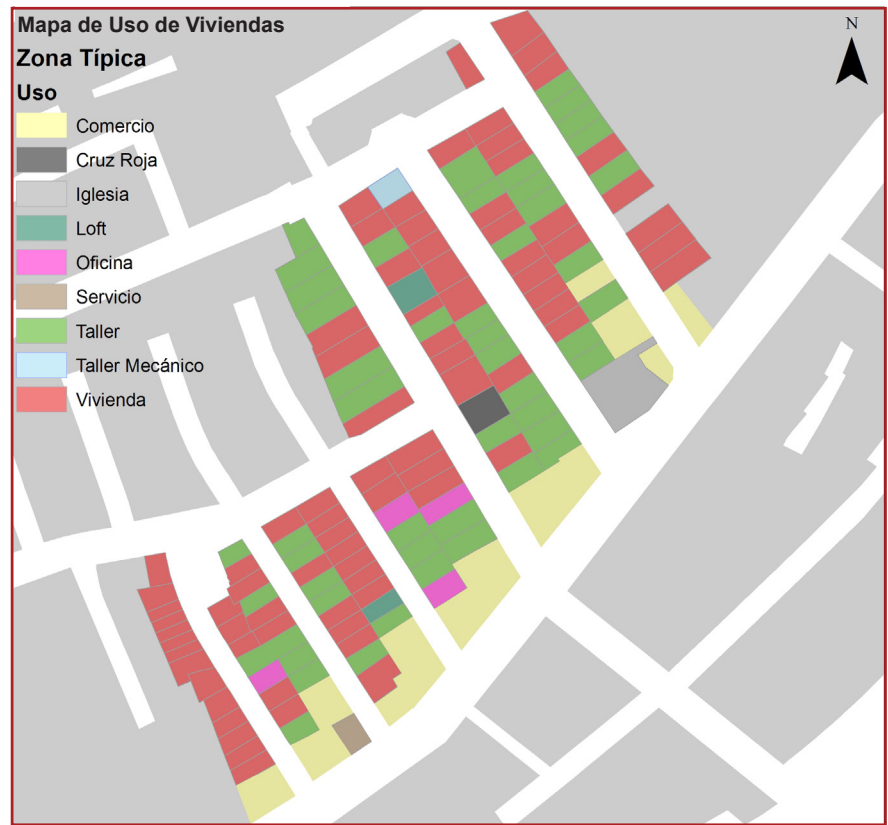 Mapa de Uso de Viviendas
N
Zona Típica
Uso
Comercio
Cruz Roja
Iglesia
Loft
Oficina
Servicio
Taller
Taller Mecánico
Vivienda